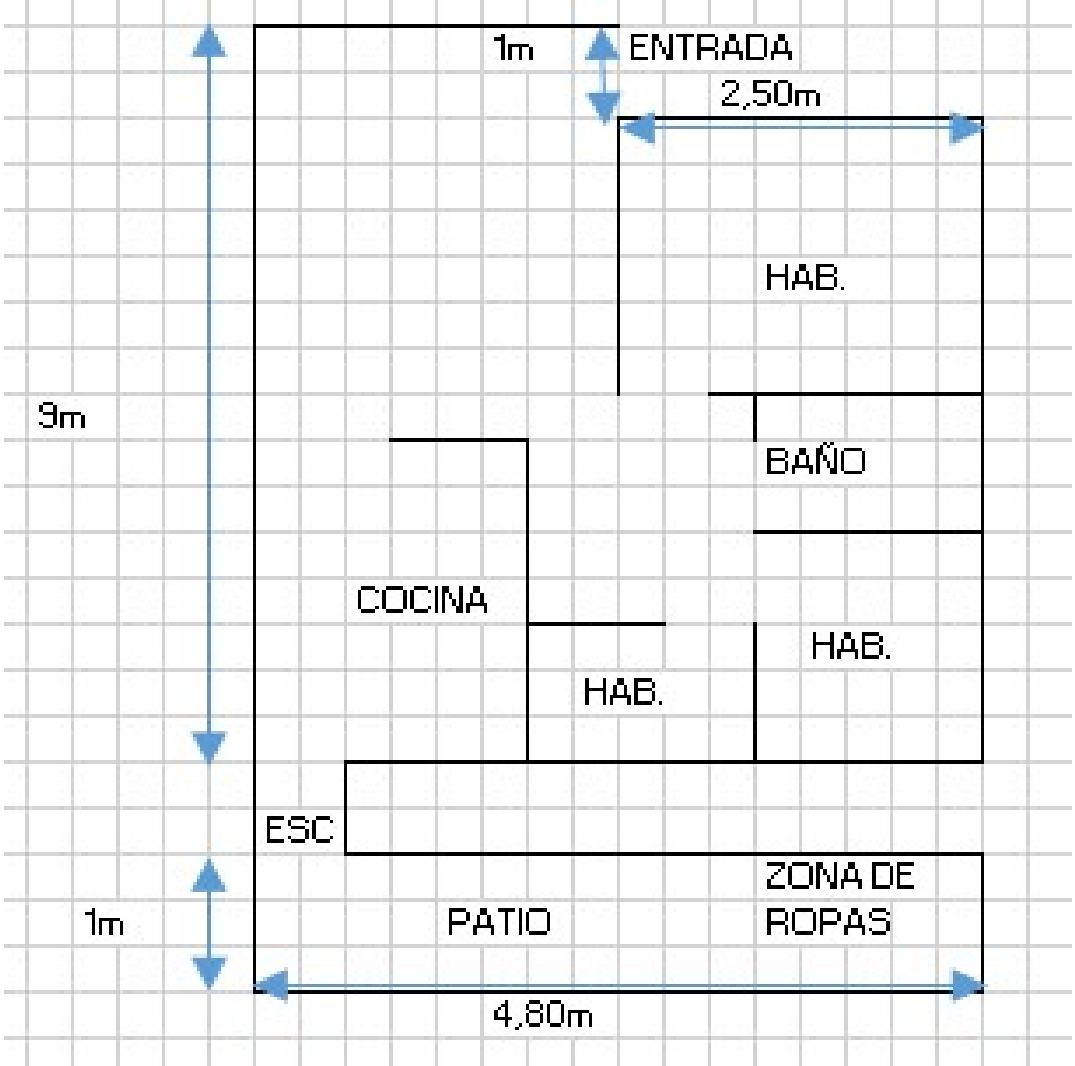 1m
ENTRADA
2,50m
HAB.
9m
BAÑO
COCINA
HAB.
HAB.
ESC
ZONA DE
ROPAS
1m
PATIO
4,80m